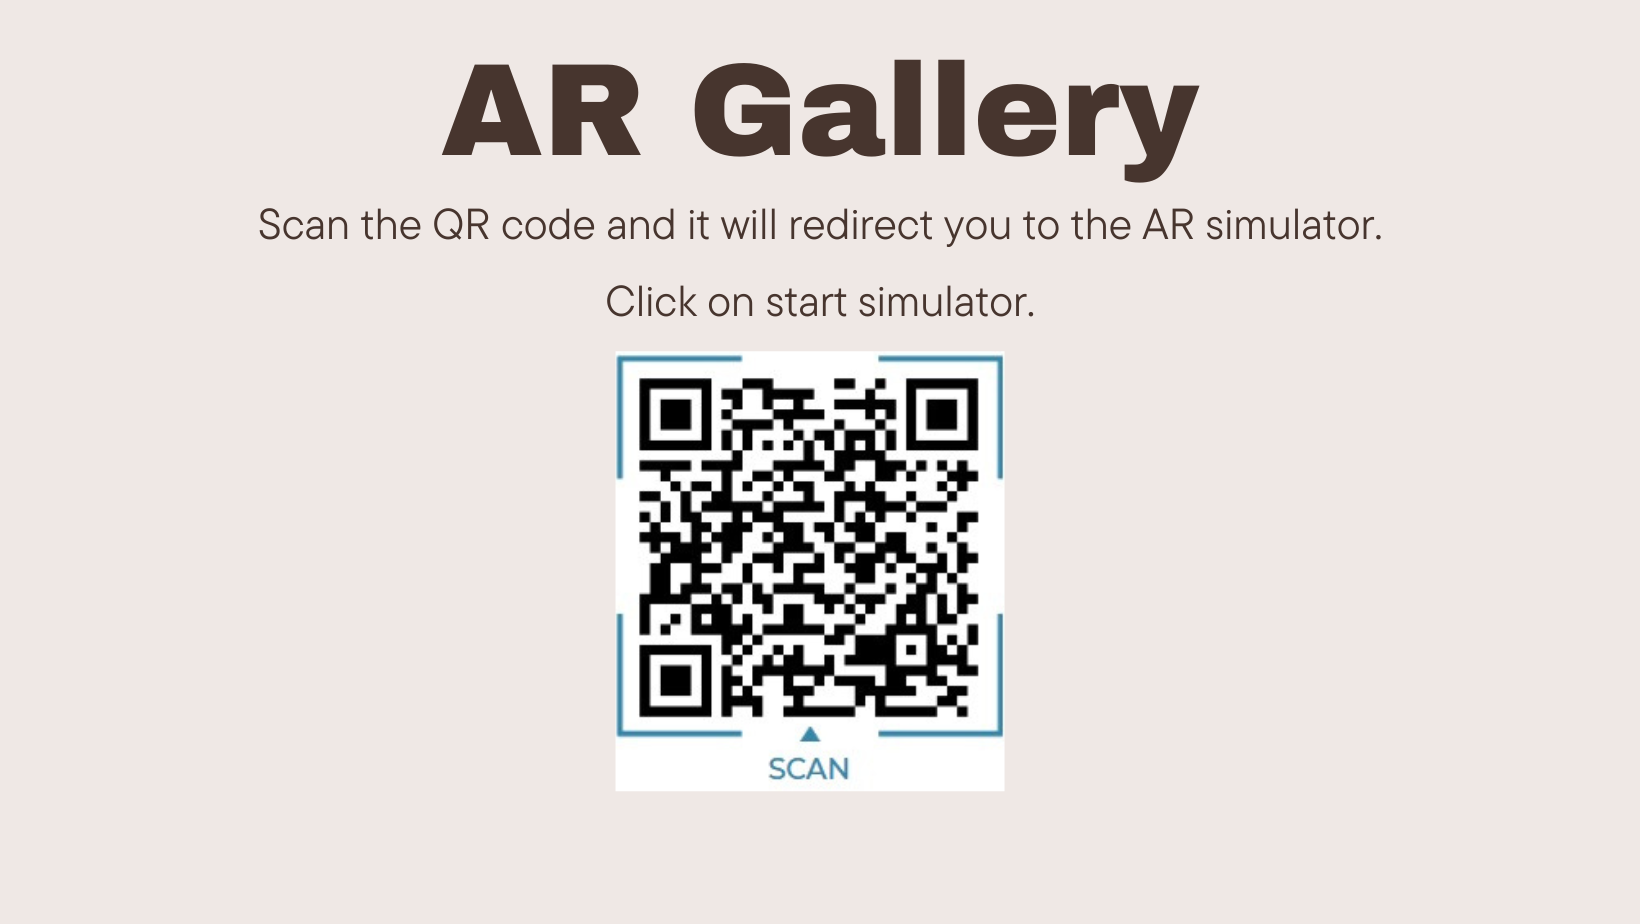 AR Gallery
Scan the QR code and it will redirect you to the AR simulator.
Click on start simulator.
SCAN